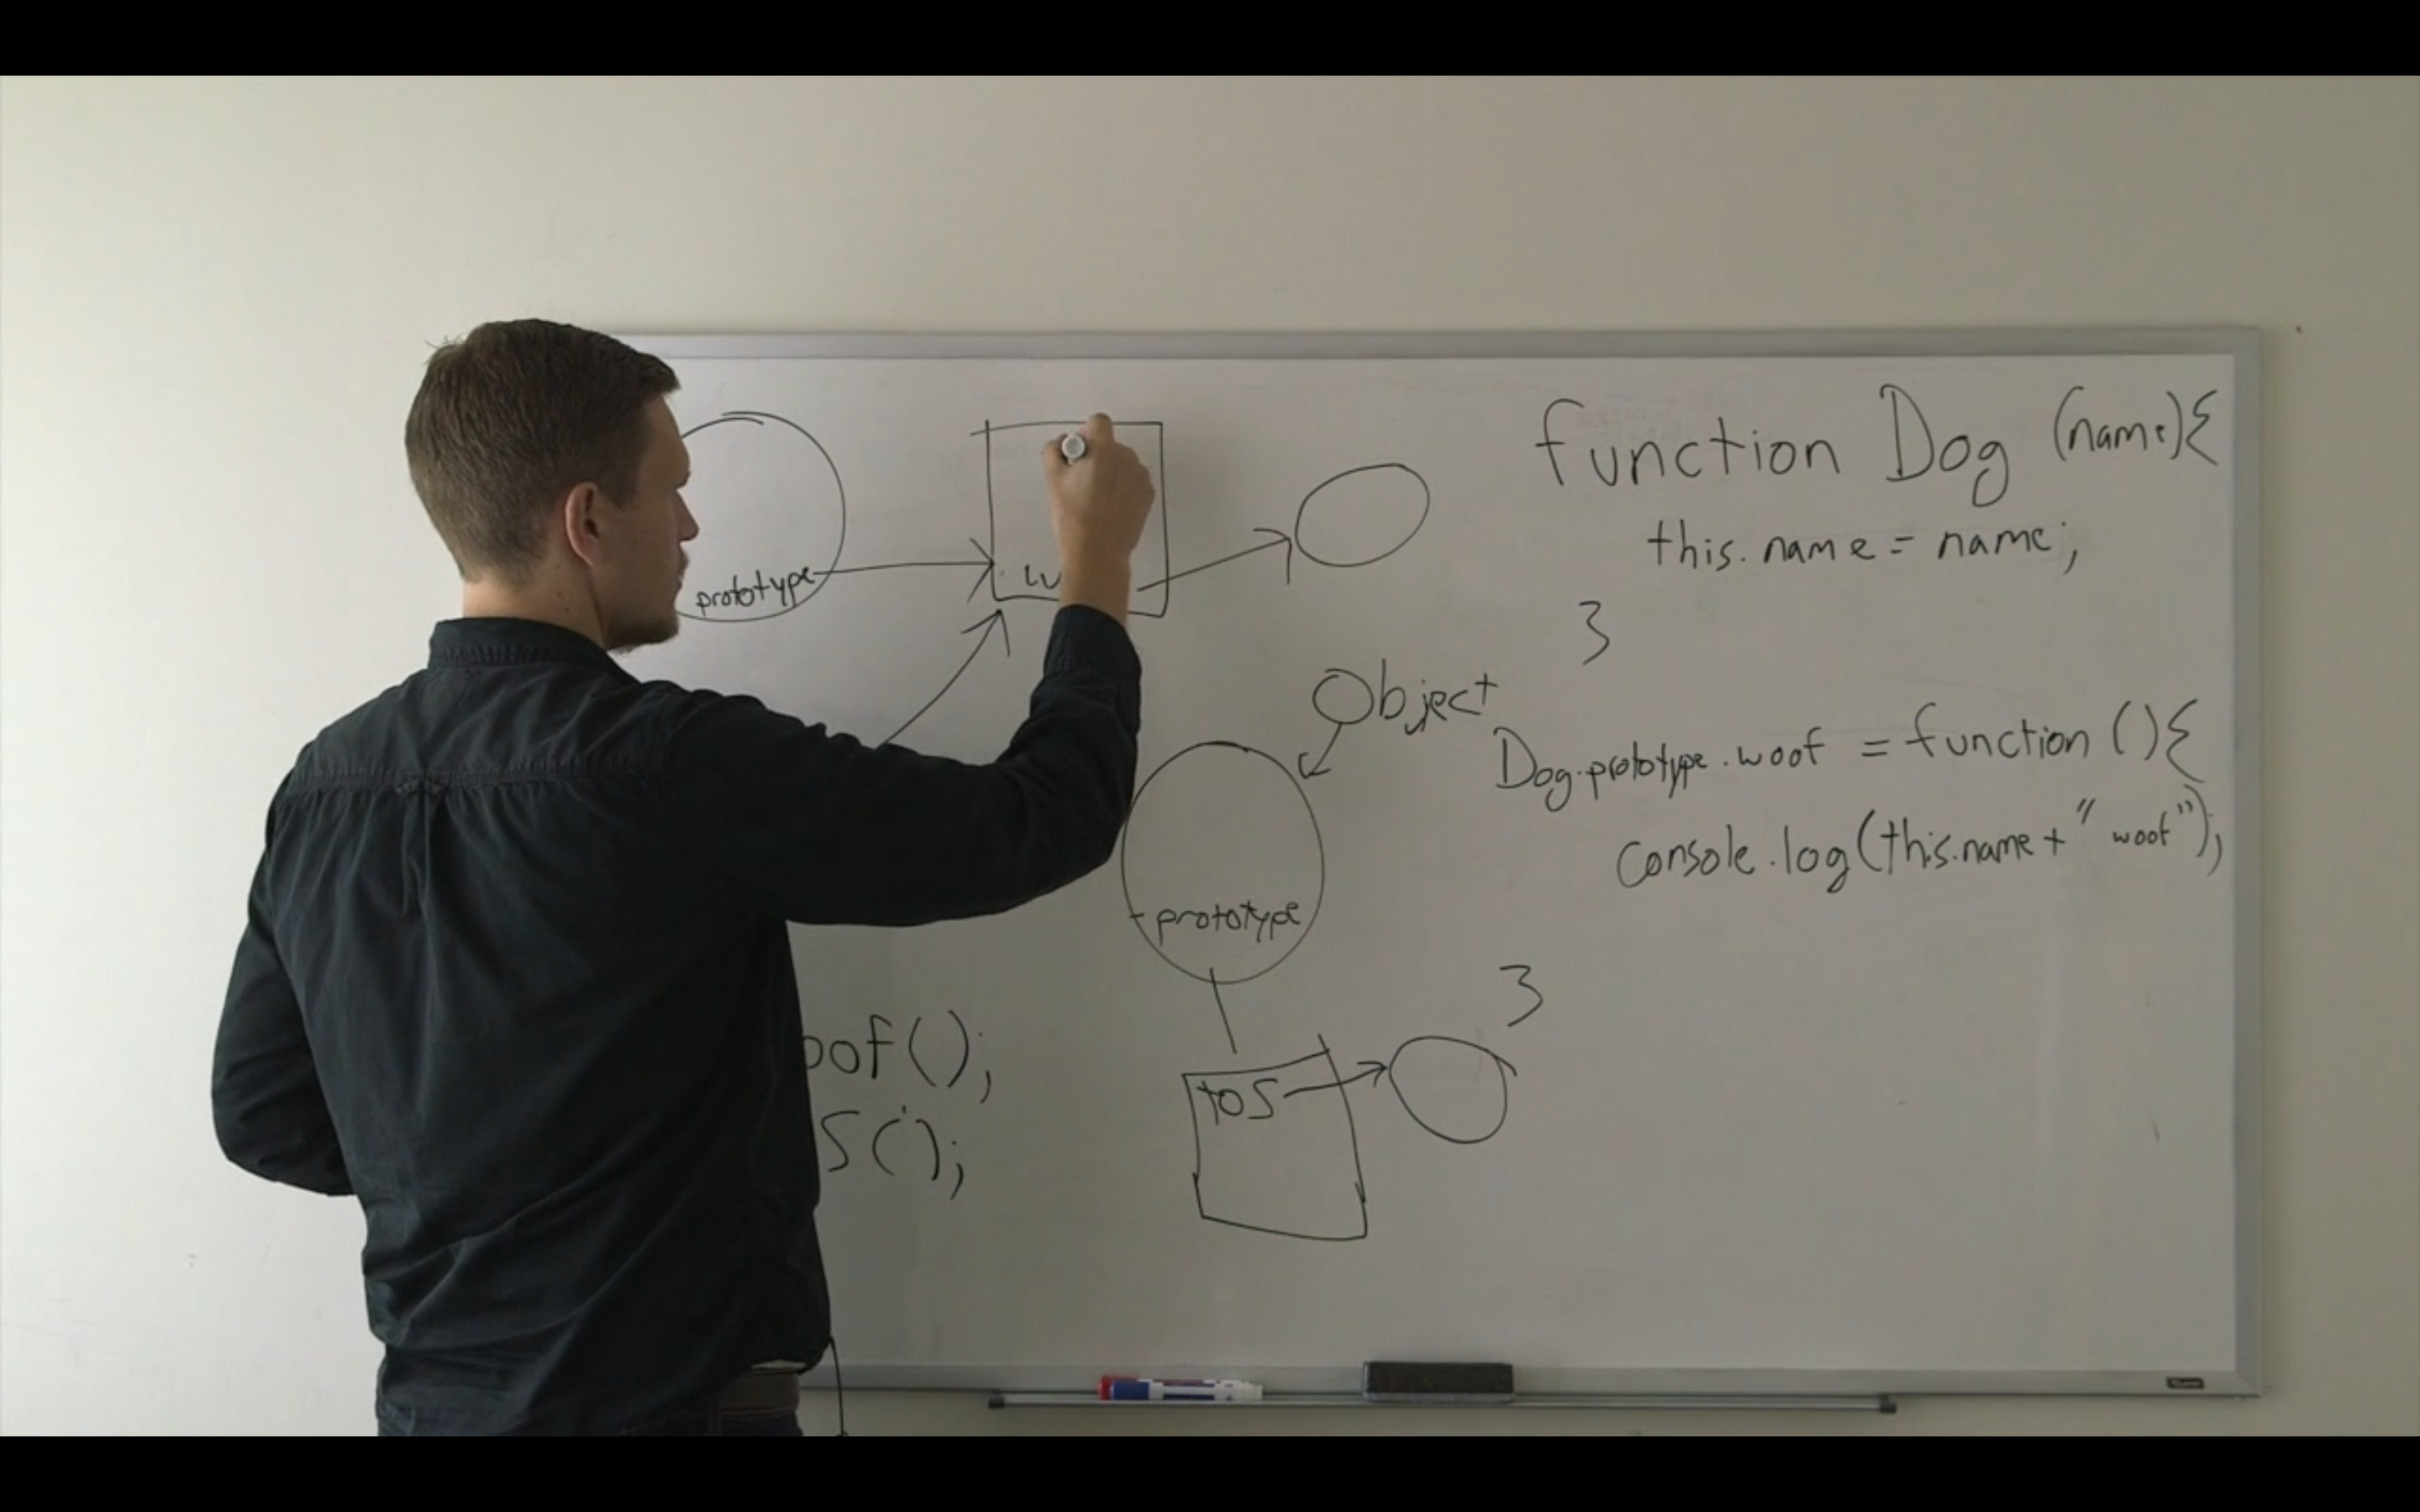 function Dog (name){
this.name = name;
}
Dog.prototype.woof = function (){
console.log(this.name + " woof");
}
prototype
Object
prototype
toS
oof();
S();